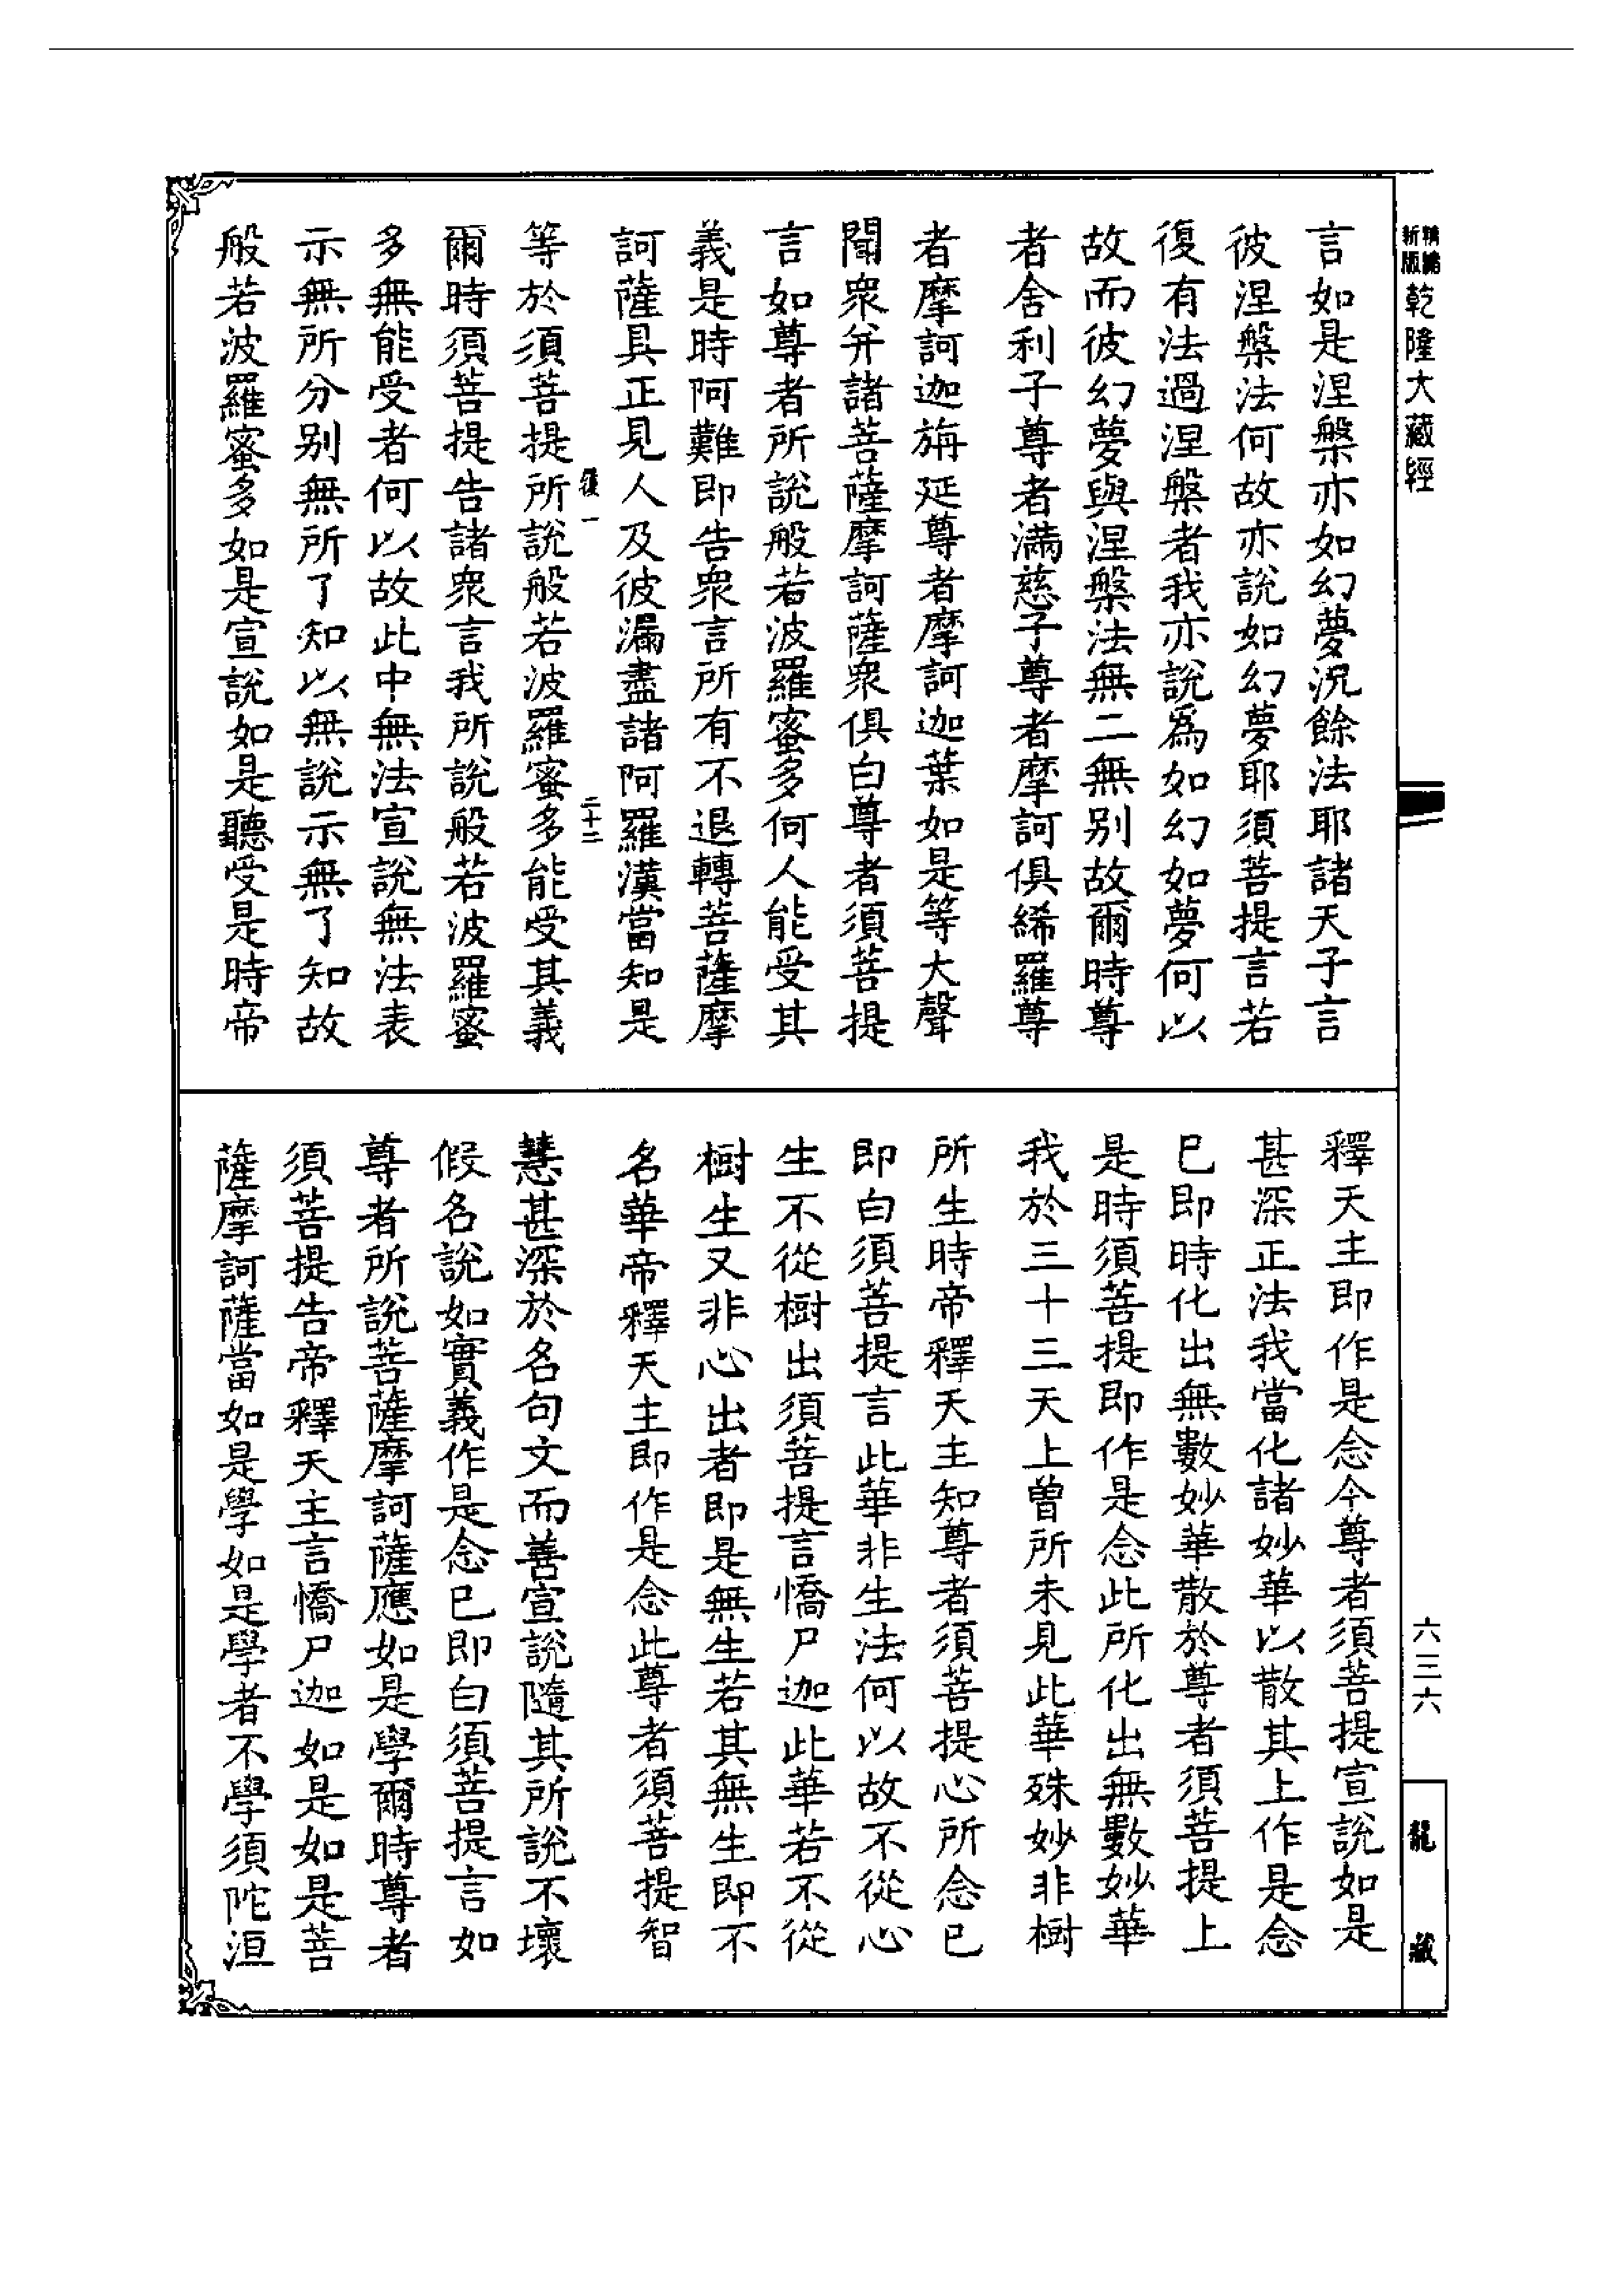 精繕
新版
乾隆大藏經
言如是涅槃亦如幻夢況餘法耶諸天子言
彼涅槃法何故亦說如幻夢耶須菩提言若
復有法過涅槃者我亦說爲如幻如夢何以
故而彼幻夢與涅槃法無二無别故爾時尊
者舍利子尊者滿慈子尊者摩訶俱絺羅尊
者摩訶迦旃延尊者摩訶迦葉如是等大聲
聞衆并諸菩薩摩訶薩衆俱白尊者須菩提
言如尊者所說般若波羅蜜多何人能受其
義是時阿難即告衆言所有不退轉菩薩摩
訶薩具正見人及彼漏盡諸阿羅漢當知是
二十二
等於須菩提所說般若波羅蜜多能受其義
爾時須菩提告諸衆言我所說般若波羅蜜
多無能受者何以故此中無法宣說無法表
示無所分别無所了知以無說示無了知故
般若波羅蜜多如是宣說如是聽受是時帝
釋天主即作是念今尊者須菩提宣說如是
甚深正法我當化諸妙華以散其上作是念
已即時化出無數妙華散於尊者須菩提上
是時須菩提即作是念此所化出無數妙華
我於三十三天上曾所未見此華殊妙非樹
所生時帝釋天主知尊者須菩提心所念已
即白須菩提言此華非生法何以故不從心
生不從樹出須菩提言憍尸迦此華若不從
樹生又非心出者即是無生若其無生即不
名華帝釋天主即作是念此尊者須菩提智
慧甚深於名句文而善宣說隨其所說不壞
假名說如實義作是念已即白須菩提言如
尊者所說菩薩摩訶薩應如是學爾時尊者
須菩提告帝釋天主言憍尸迦如是如是菩
薩摩訶薩當如是學如是學者不學須陀洹
六三六
龍藏